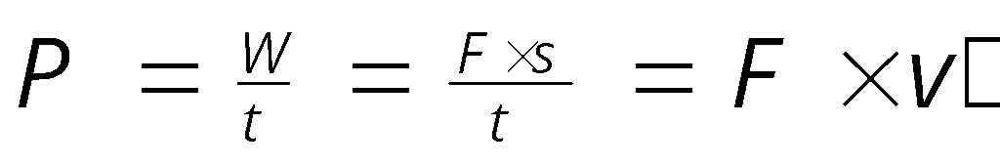 P = W/t = F ×s/t = F ×v